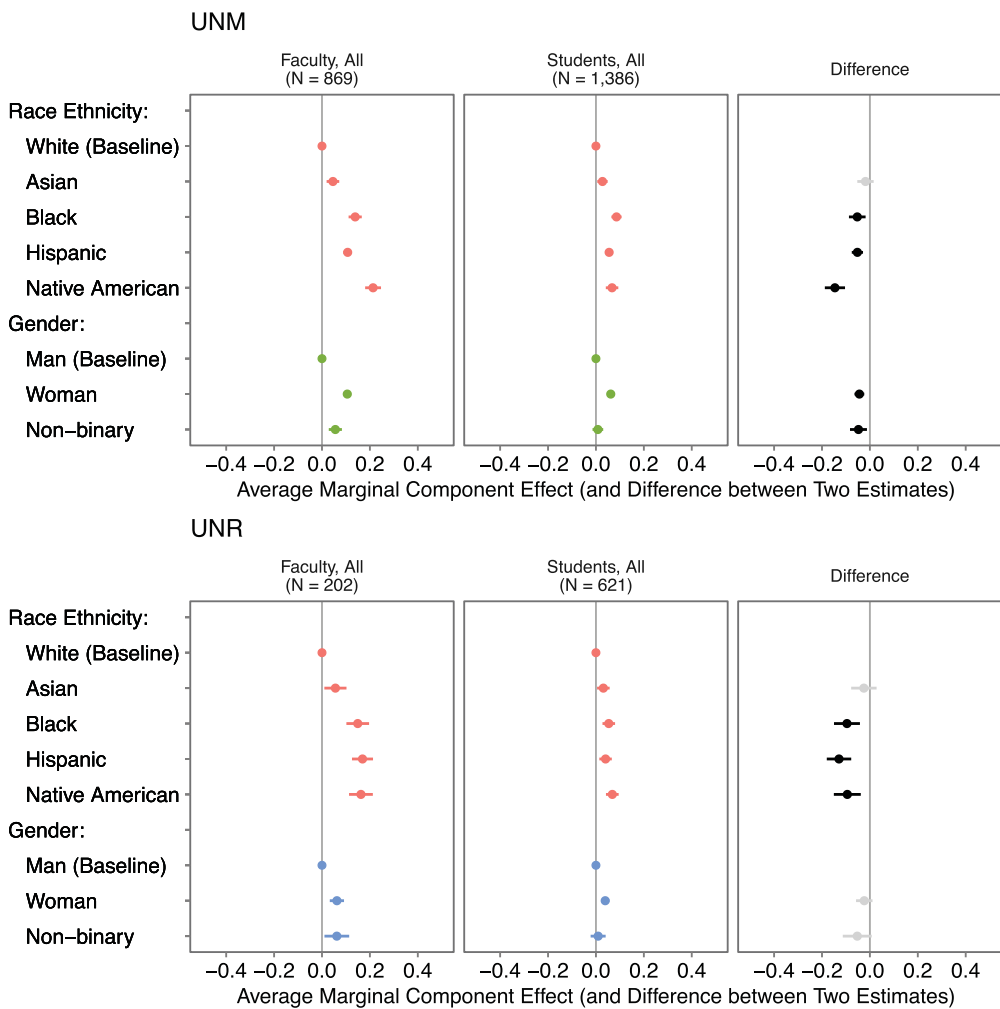 UNM
Faculty, All
(N = 869)
Students, All
(N = 1,386)
Difference
Race Ethnicity:
White (Baseline)
Asian
Black
Hispanic
Native American
Gender:
Man (Baseline)
Woman
Non−binary
−0.4 −0.2 0.0 0.2 0.4
−0.4 −0.2 0.0 0.2 0.4
−0.4 −0.2 0.0 0.2 0.4
Average Marginal Component Effect (and Difference between Two Estimates)
UNR
Faculty, All
(N = 202)
Students, All
(N = 621)
Difference
Race Ethnicity:
White (Baseline)
Asian
Black
Hispanic
Native American
Gender:
Man (Baseline)
Woman
Non−binary
−0.4 −0.2 0.0 0.2 0.4
−0.4 −0.2 0.0 0.2 0.4
−0.4 −0.2 0.0 0.2 0.4
Average Marginal Component Effect (and Difference between Two Estimates)